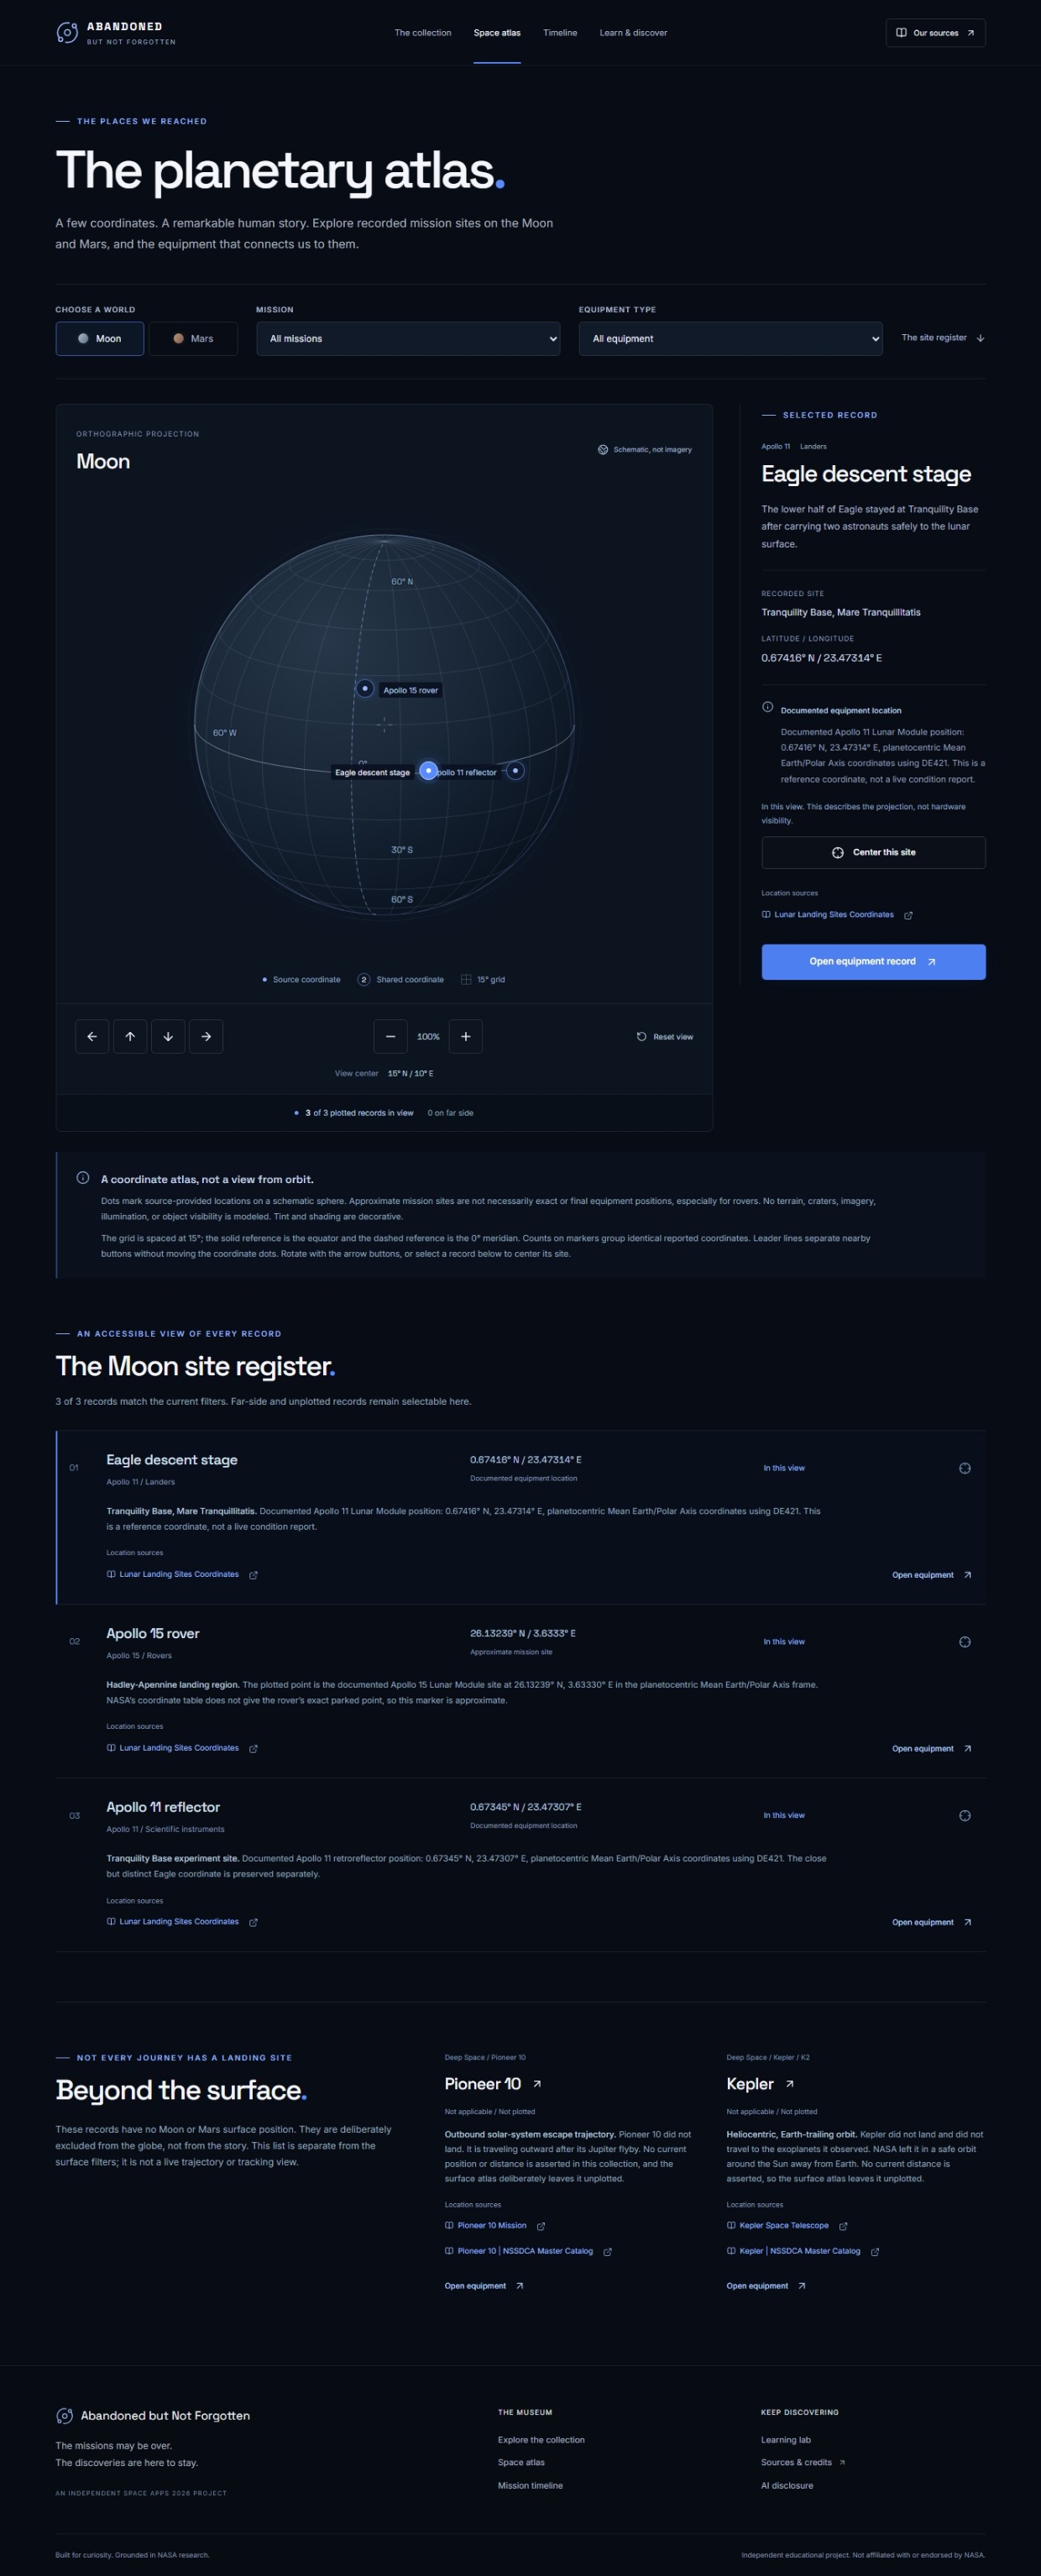 ABANDONED
BUT NOT FORGOTTEN
The collection
Space atlas
Timeline
Learn & discover
Our sources
THE PLACES WE REACHED
The planetary atlas.
A few coordinates. A remarkable human story. Explore recorded mission sites on the Moon
and Mars, and the equipment that connects us to them.
CHOOSE A WORLD
Moon
Mars
MISSION
All missions
EQUIPMENT TYPE
All equipment
The site register
ORTHOGRAPHIC PROJECTION
Moon
Schematic, not imagery
60° N
Apollo 15 rover
60° W
0°
Eagle descent stage
pollo 11 reflector
30° S
60° S
Source coordinate
2 Shared coordinate
15° grid
100%
Reset view
View center 15° N / 10° E
3 of 3 plotted records in view 0 on far side
SELECTED RECORD
Apollo 11 Landers
Eagle descent stage
The lower half of Eagle stayed at Tranquility Base
after carrying two astronauts safely to the lunar
surface.
RECORDED SITE
Tranquility Base, Mare Tranquillitatis
LATITUDE / LONGITUDE
0.67416° N / 23.47314° E
Documented equipment location
Documented Apollo 11 Lunar Module position:
0.67416° N, 23.47314° E, planetocentric Mean
Earth/Polar Axis coordinates using DE421. This is a
reference coordinate, not a live condition report.
In this view. This describes the projection, not hardware
visibility.
Center this site
Location sources
Lunar Landing Sites Coordinates
Open equipment record
A coordinate atlas, not a view from orbit.
Dots mark source-provided locations on a schematic sphere. Approximate mission sites are not necessarily exact or final equipment positions, especially for rovers. No terrain, craters, imagery,
illumination, or object visibility is modeled. Tint and shading are decorative.
The grid is spaced at 15°; the solid reference is the equator and the dashed reference is the 0° meridian. Counts on markers group identical reported coordinates. Leader lines separate nearby
buttons without moving the coordinate dots. Rotate with the arrow buttons, or select a record below to center its site.
AN ACCESSIBLE VIEW OF EVERY RECORD
The Moon site register.
3 of 3 records match the current filters. Far-side and unplotted records remain selectable here.
01
Eagle descent stage
Apollo 11 / Landers
0.67416° N / 23.47314° E
Documented equipment location
In this view
Tranquility Base, Mare Tranquillitatis. Documented Apollo 11 Lunar Module position: 0.67416° N, 23.47314° E, planetocentric Mean Earth/Polar Axis coordinates using DE421. This
is a reference coordinate, not a live condition report.
Location sources
Lunar Landing Sites Coordinates
Open equipment
02
Apollo 15 rover
Apollo 15 / Rovers
26.13239° N / 3.6333° E
Approximate mission site
In this view
Hadley-Apennine landing region. The plotted point is the documented Apollo 15 Lunar Module site at 26.13239° N, 3.63330° E in the planetocentric Mean Earth/Polar Axis frame.
NASA's coordinate table does not give the rover's exact parked point, so this marker is approximate.
Location sources
Lunar Landing Sites Coordinates
Open equipment
03
Apollo 11 reflector
Apollo 11 / Scientific instruments
0.67345° N / 23.47307° E
Documented equipment location
In this view
Tranquility Base experiment site. Documented Apollo 11 retroreflector position: 0.67345° N, 23.47307° E, planetocentric Mean Earth/Polar Axis coordinates using DE421. The close
but distinct Eagle coordinate is preserved separately.
Location sources
Lunar Landing Sites Coordinates
Open equipment
NOT EVERY JOURNEY HAS A LANDING SITE
Beyond the surface.
These records have no Moon or Mars surface position. They are deliberately
excluded from the globe, not from the story. This list is separate from the
surface filters; it is not a live trajectory or tracking view.
Deep Space / Pioneer 10
Pioneer 10
Not applicable / Not plotted
Outbound solar-system escape trajectory. Pioneer 10 did not
land. It is traveling outward after its Jupiter flyby. No current
position or distance is asserted in this collection, and the
surface atlas deliberately leaves it unplotted.
Location sources
Pioneer 10 Mission
Pioneer 10 | NSSDCA Master Catalog
Open equipment
Deep Space / Kepler / K2
Kepler
Not applicable / Not plotted
Heliocentric, Earth-trailing orbit. Kepler did not land and did not
travel to the exoplanets it observed. NASA left it in a safe orbit
around the Sun away from Earth. No current distance is
asserted, so the surface atlas leaves it unplotted.
Location sources
Kepler Space Telescope
Kepler | NSSDCA Master Catalog
Open equipment
Abandoned but Not Forgotten
The missions may be over.
The discoveries are here to stay.
AN INDEPENDENT SPACE APPS 2026 PROJECT
THE MUSEUM
Explore the collection
Space atlas
Mission timeline
KEEP DISCOVERING
Learning lab
Sources & credits
AI disclosure
Built for curiosity. Grounded in NASA research.
Independent educational project. Not affiliated with or endorsed by NASA.